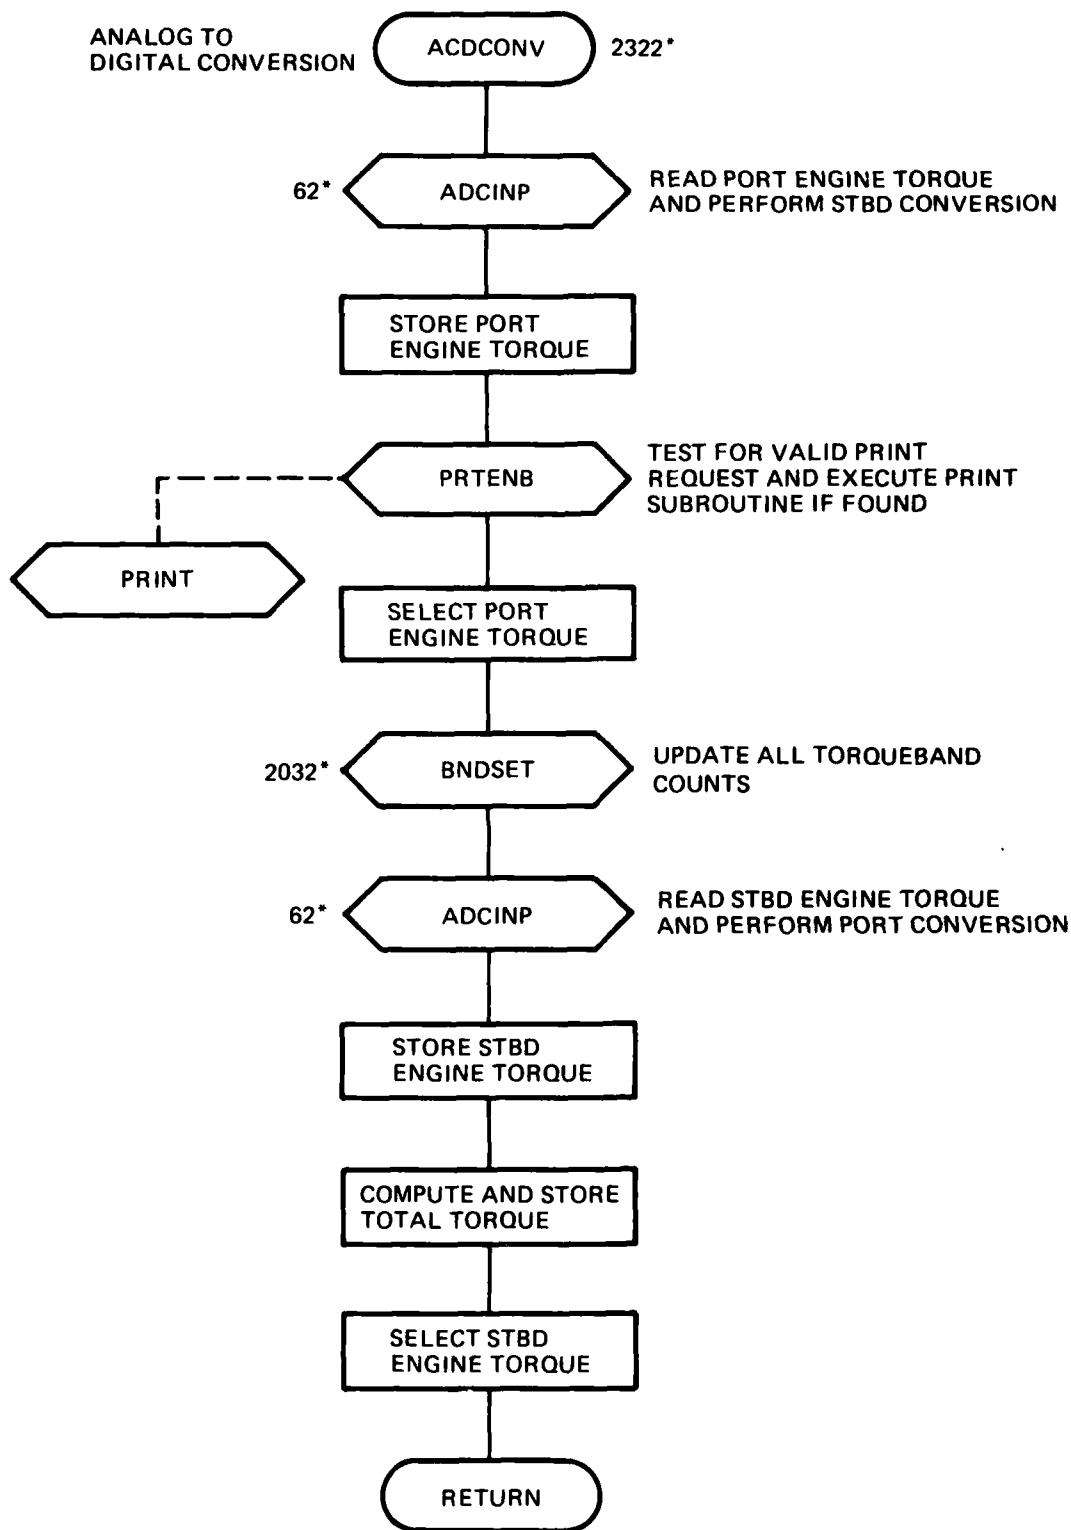 ANALOG TO
DIGITAL CONVERSION
ACDCONV
2322*
62*
ADCINP
READ PORT ENGINE TORQUE
AND PERFORM STBD CONVERSION
STORE PORT
ENGINE TORQUE
PRTENB
TEST FOR VALID PRINT
REQUEST AND EXECUTE PRINT
SUBROUTINE IF FOUND
PRINT
SELECT PORT
ENGINE TORQUE
2032*
BNDSET
UPDATE ALL TORQUEBAND
COUNTS
62*
ADCINP
READ STBD ENGINE TORQUE
AND PERFORM PORT CONVERSION
STORE STBD
ENGINE TORQUE
COMPUTE AND STORE
TOTAL TORQUE
SELECT STBD
ENGINE TORQUE
RETURN